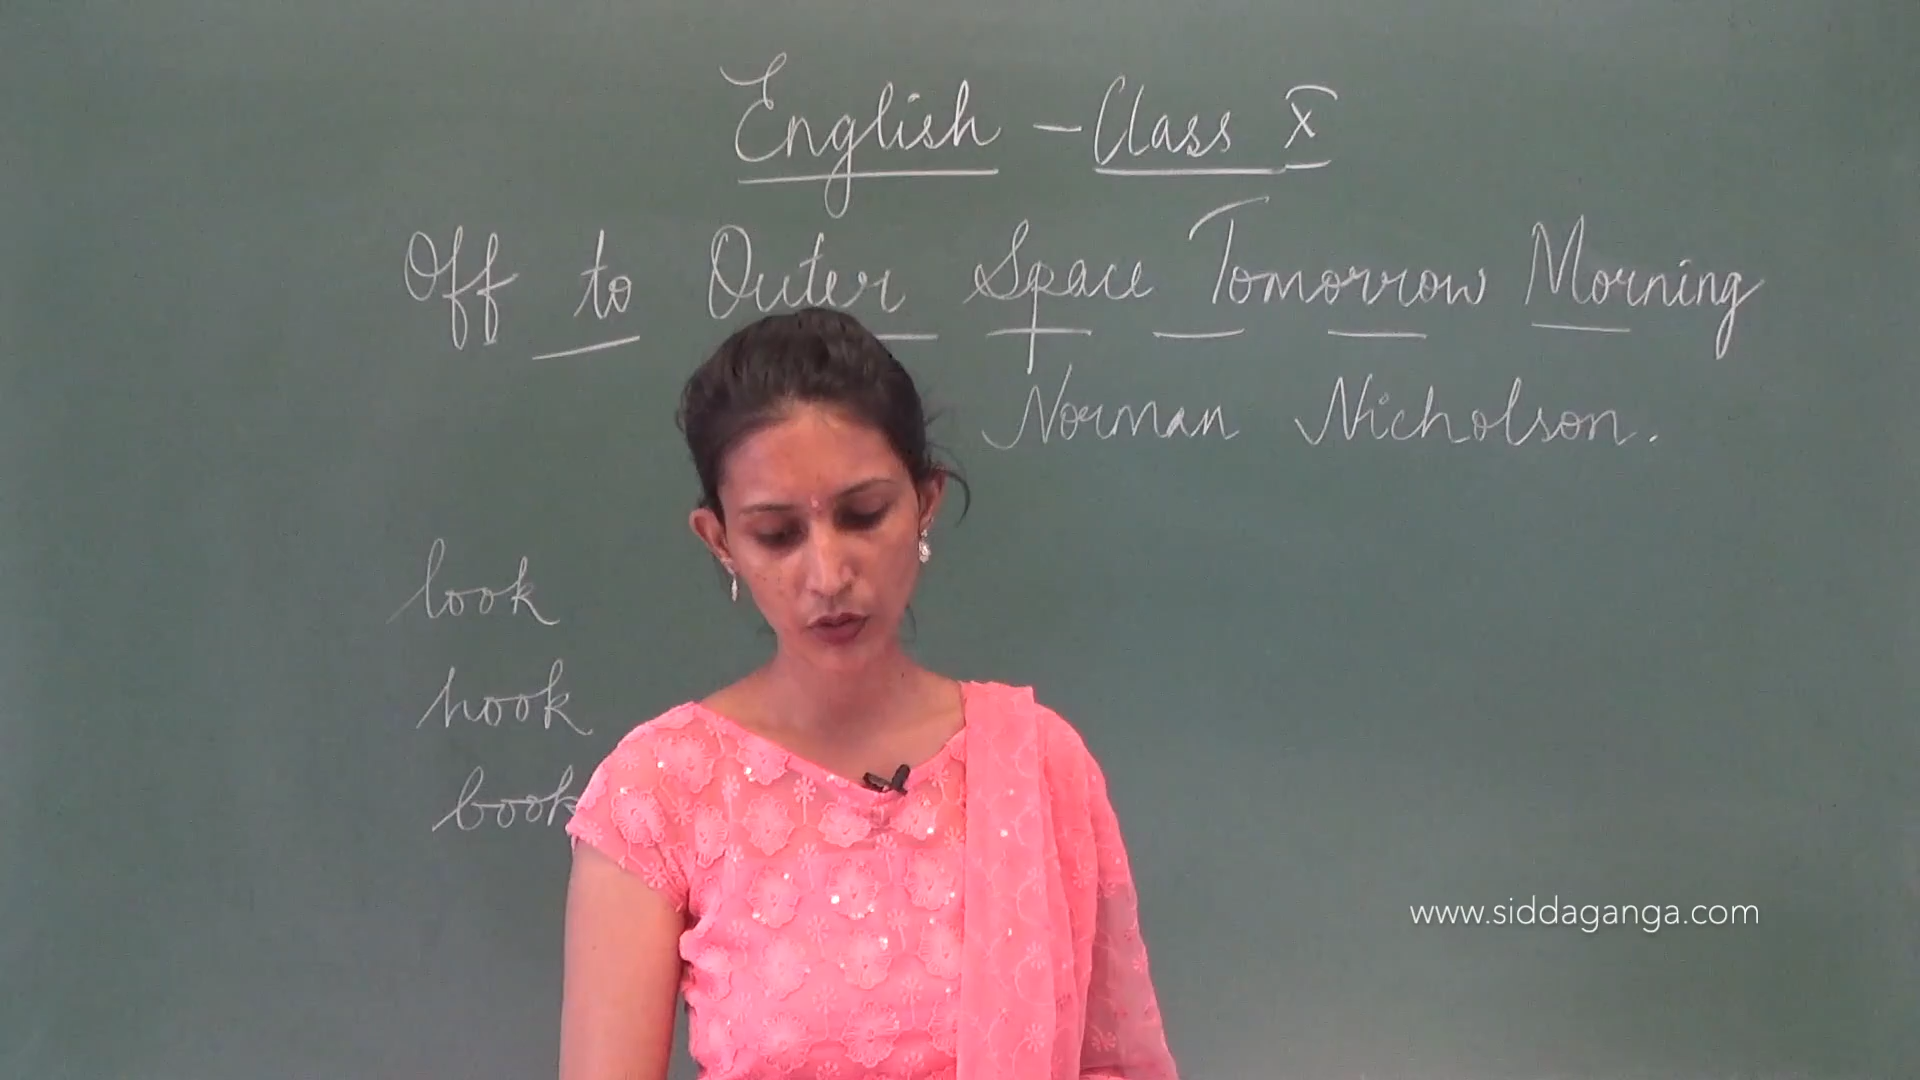 English – Class X
Off to Outer Space Tomorrow Morning
Norman Nicholson.
look
hook
book
www.siddaganga.com